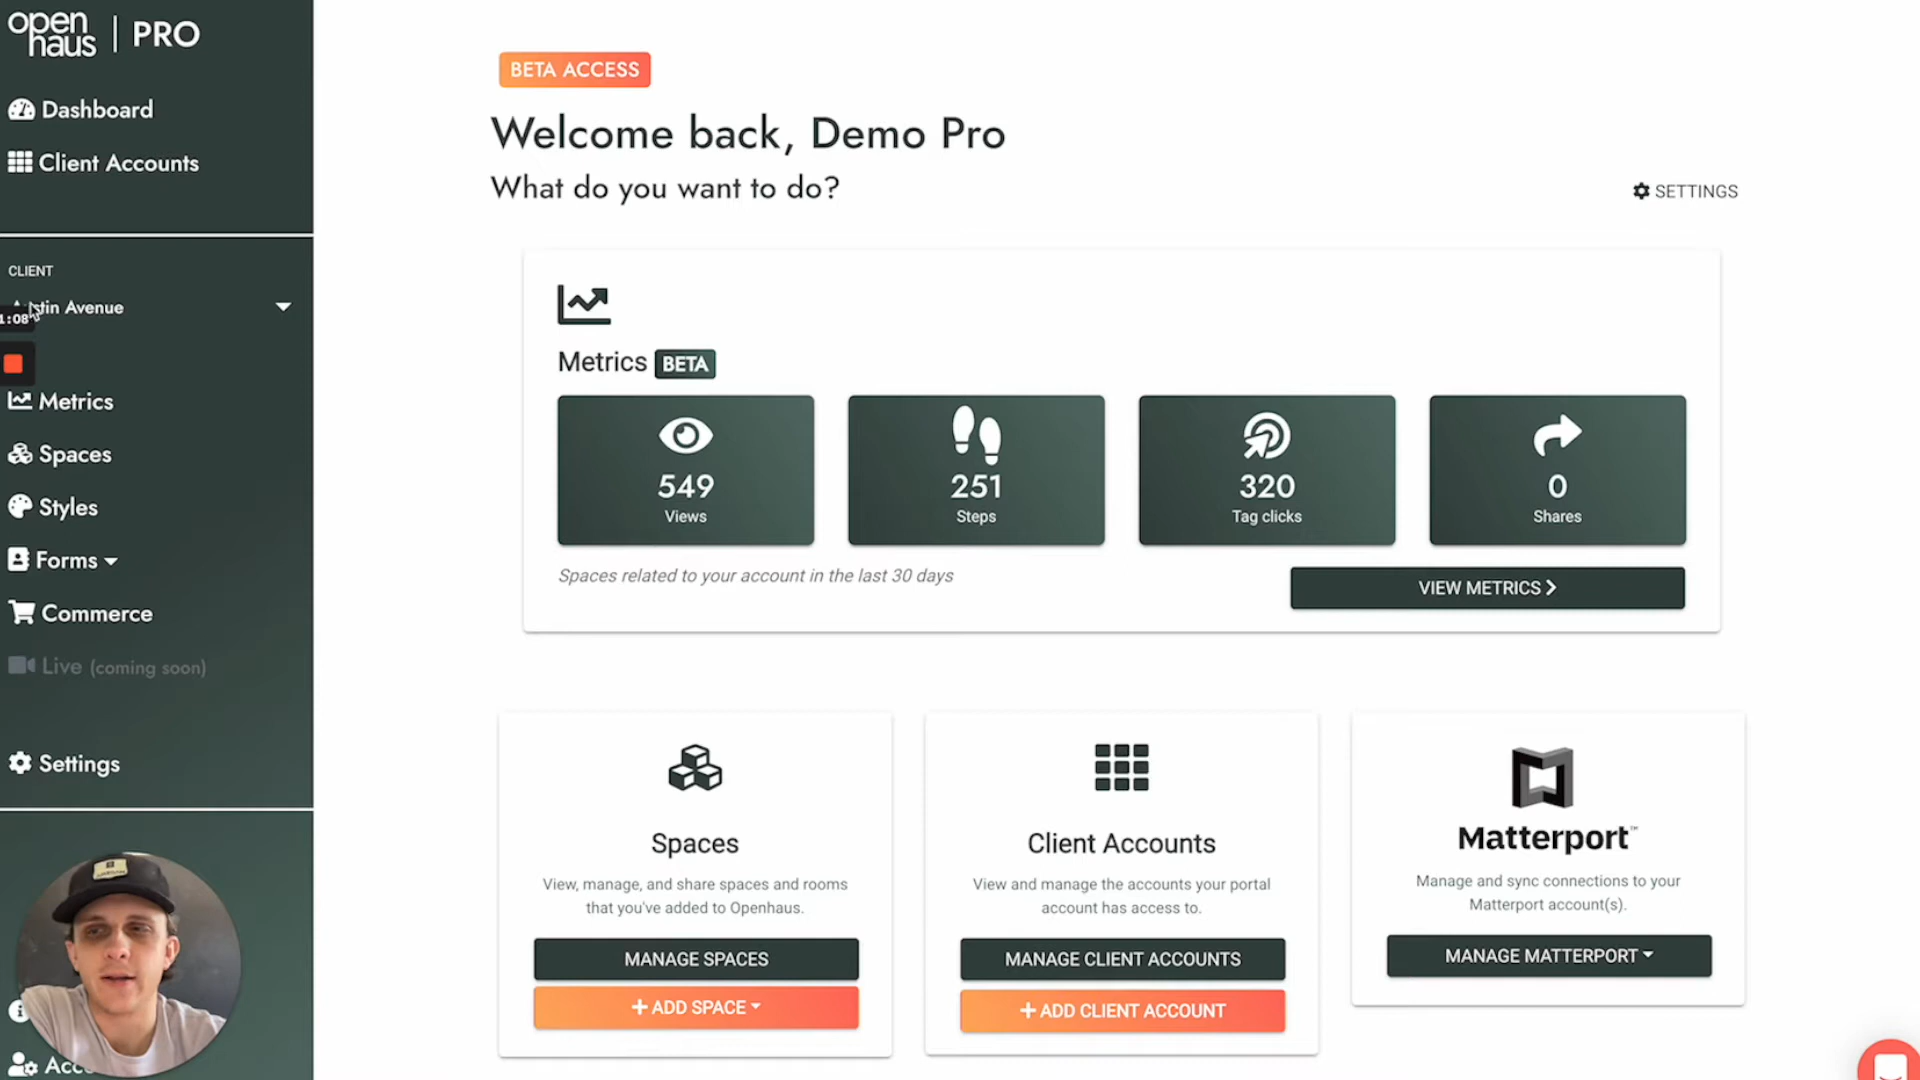 open
haus | PRO
Dashboard
Client Accounts
CLIENT
tin Avenue
1:08
Metrics
Spaces
Styles
Forms
Commerce
Live (coming soon)
Settings
BETA ACCESS
Welcome back, Demo Pro
What do you want to do?
SETTINGS
Metrics BETA
549
Views
251
Steps
320
Tag clicks
0
Shares
Spaces related to your account in the last 30 days
VIEW METRICS
Spaces
View, manage, and share spaces and rooms
that you've added to Openhaus.
MANAGE SPACES
+ ADD SPACE
Client Accounts
View and manage the accounts your portal
account has access to.
MANAGE CLIENT ACCOUNTS
+ ADD CLIENT ACCOUNT
Matterport™
Manage and sync connections to your
Matterport account(s).
MANAGE MATTERPORT